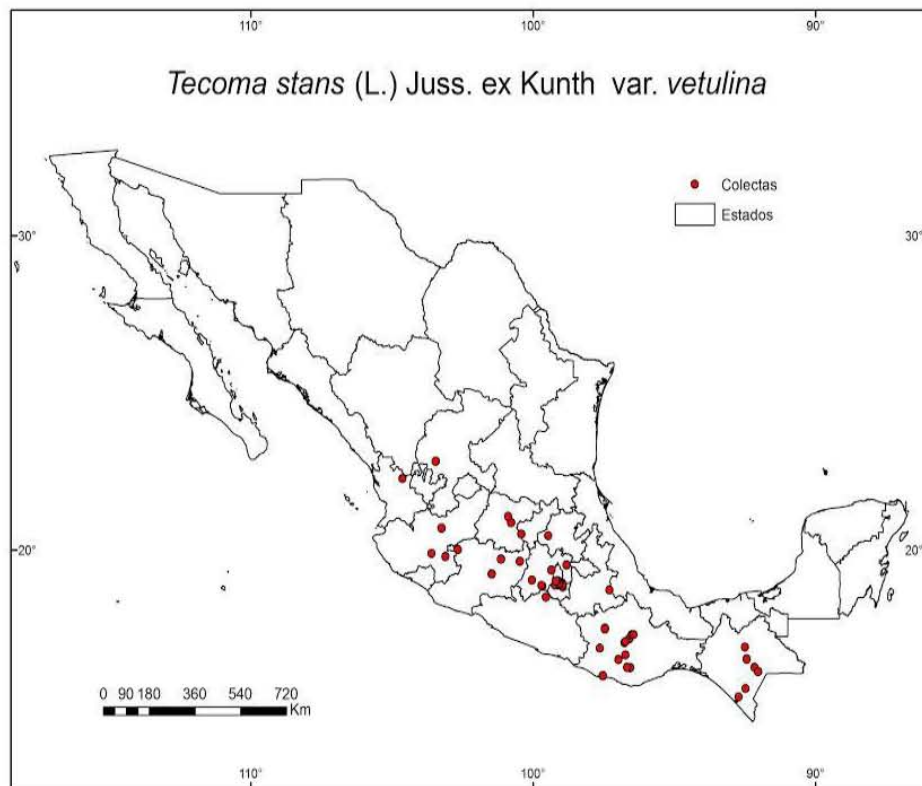 110° 100° 90°
Tecoma stans (L.) Juss. ex Kunth var. vetulina
Colectas
Estados
30° 30°
20° 20°
0 90 180 360 540 720
Km
110° 100° 90°